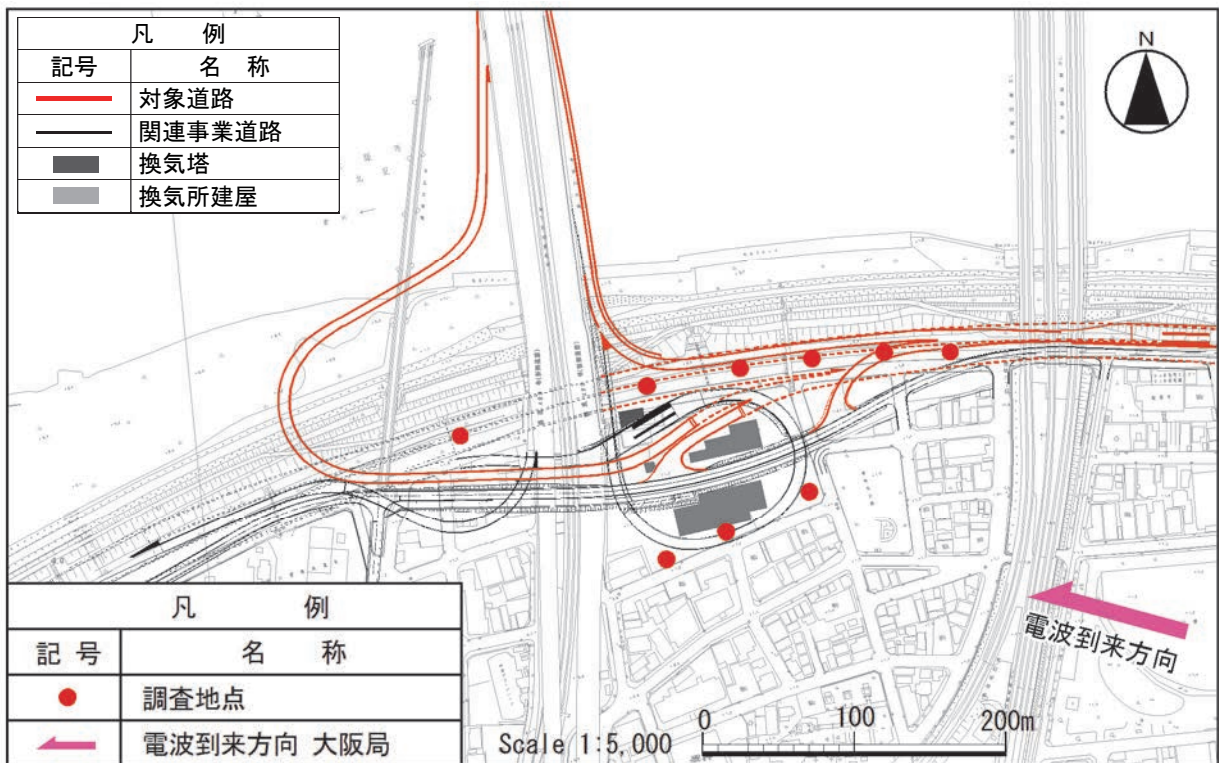 凡 例
記号 名 称
対象道路
関連事業道路
換気塔
換気所建屋
N
電波到来方向
凡 例
記 号 名 称
調査地点
電波到来方向 大阪局
Scale 1:5,000
0 100 200m